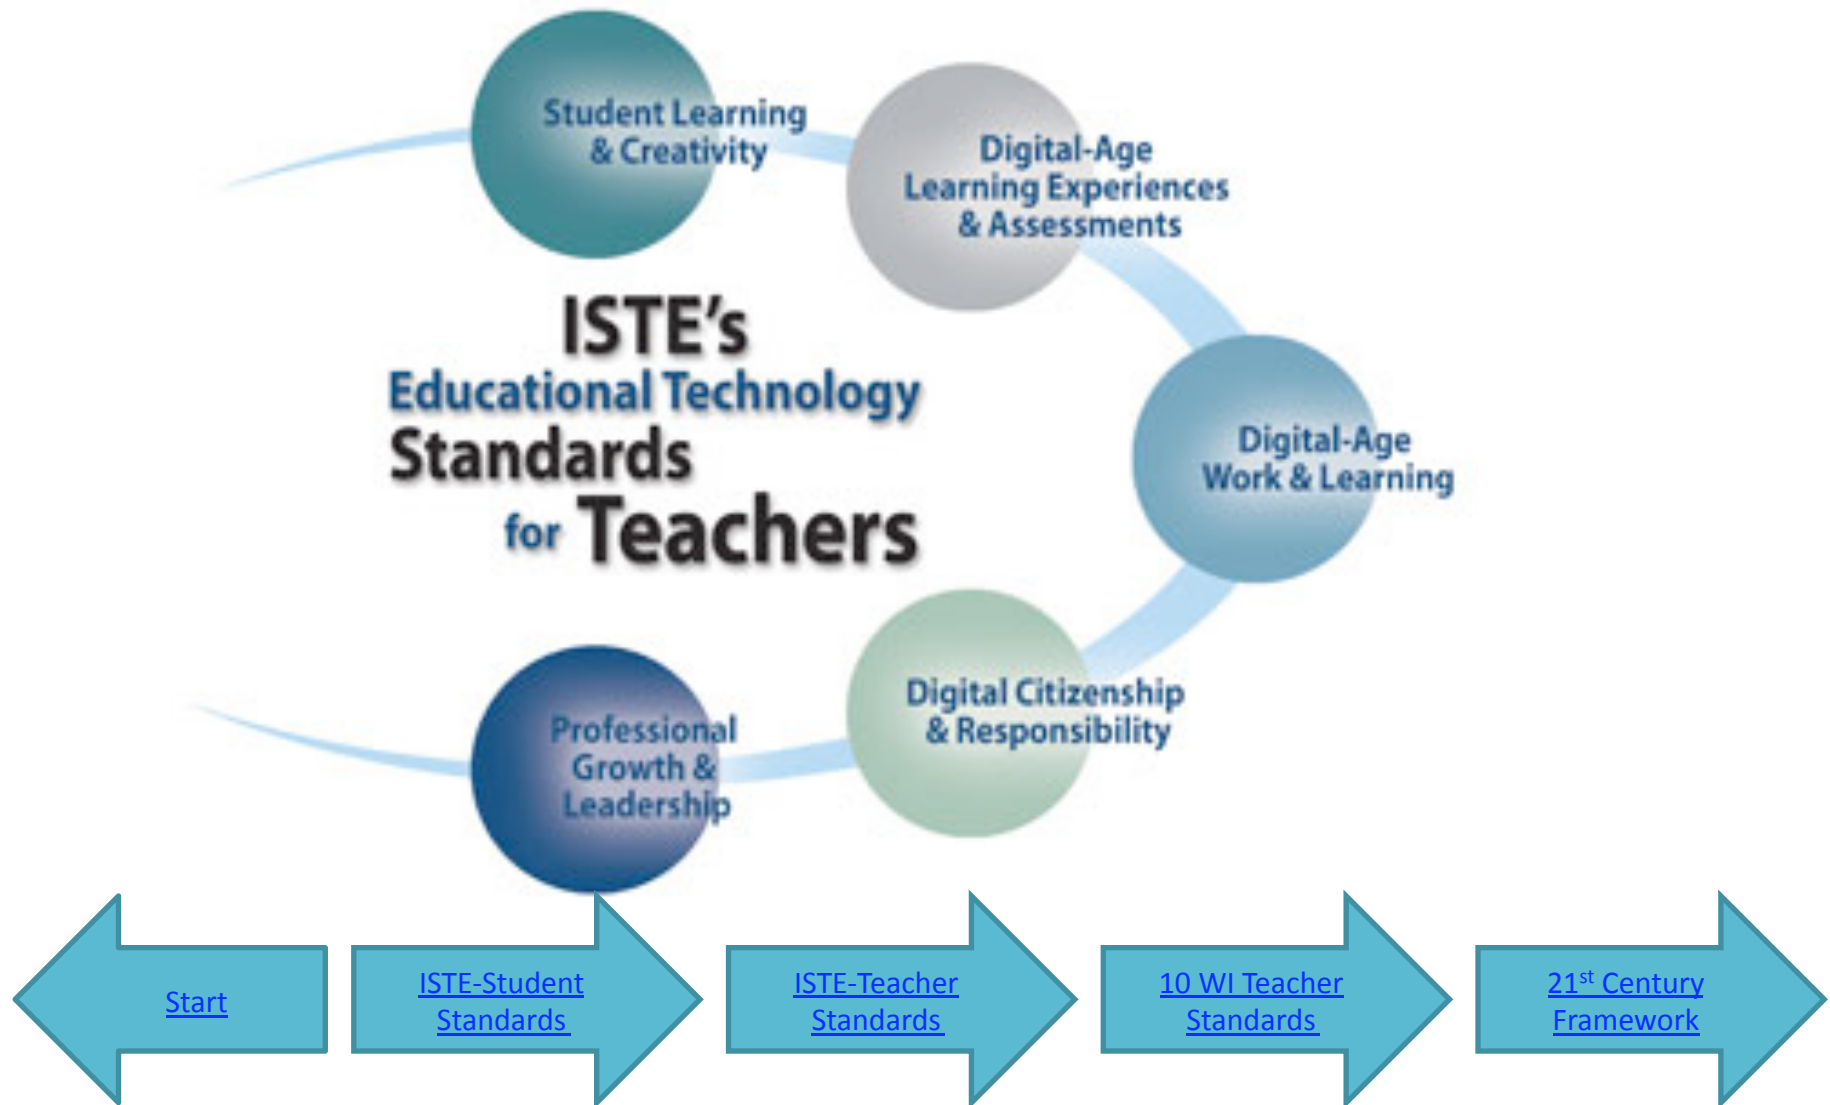 Student Learning
& Creativity
Digital-Age
Learning Experiences
& Assessments
ISTE's
Educational Technology
Standards
for Teachers
Digital-Age
Work & Learning
Digital Citizenship
& Responsibility
Professional
Growth &
Leadership
Start
ISTE-Student
Standards
ISTE-Teacher
Standards
10 WI Teacher
Standards
21st Century
Framework